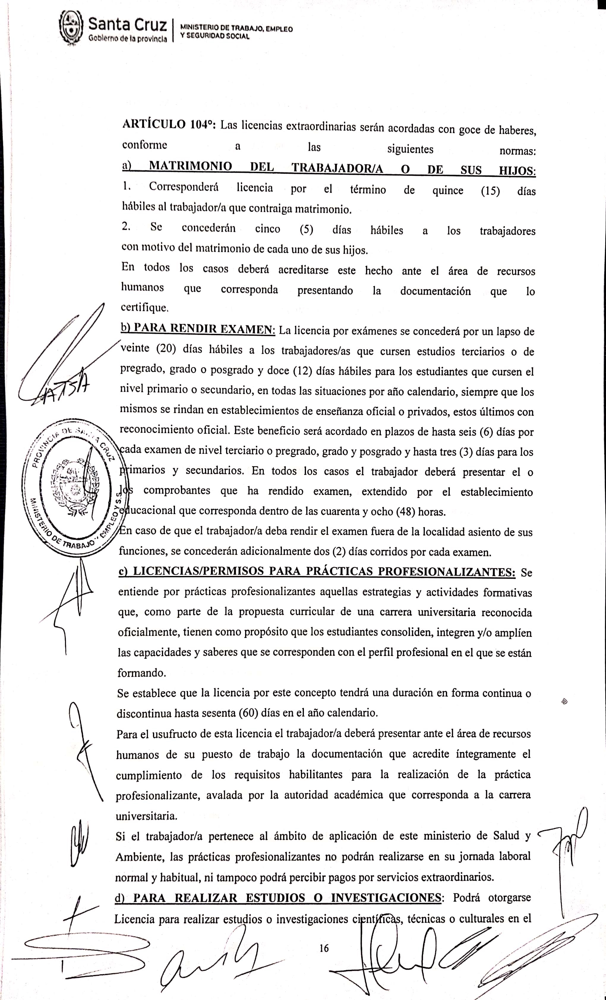 Santa Cruz
Gobierno de la provincia
MINISTERIO DE TRABAJO, EMPLEO
Y SEGURIDAD SOCIAL
ARTÍCULO 104º: Las licencias extraordinarias serán acordadas con goce de haberes,
conforme a las siguientes normas:
a) MATRIMONIO DEL TRABAJADOR/A O DE SUS HIJOS:
1. Corresponderá licencia por el término de quince (15) días
hábiles al trabajador/a que contraiga matrimonio.
2. Se concederán cinco (5) días hábiles a los trabajadores
con motivo del matrimonio de cada uno de sus hijos.
En todos los casos deberá acreditarse este hecho ante el área de recursos
humanos que corresponda presentando la documentación que lo
certifique.
b) PARA RENDIR EXAMEN: La licencia por exámenes se concederá por un lapso de
veinte (20) días hábiles a los trabajadores/as que cursen estudios terciarios o de
pregrado, grado o posgrado y doce (12) días hábiles para los estudiantes que cursen el
nivel primario o secundario, en todas las situaciones por año calendario, siempre que los
mismos se rindan en establecimientos de enseñanza oficial o privados, estos últimos con
reconocimiento oficial. Este beneficio será acordado en plazos de hasta seis (6) días por
cada examen de nivel terciario o pregrado, grado y posgrado y hasta tres (3) días para los
primarios y secundarios. En todos los casos el trabajador deberá presentar el o
los comprobantes que ha rendido examen, extendido por el establecimiento
educacional que corresponda dentro de las cuarenta y ocho (48) horas.
En caso de que el trabajador/a deba rendir el examen fuera de la localidad asiento de sus
funciones, se concederán adicionalmente dos (2) días corridos por cada examen.
c) LICENCIAS/PERMISOS PARA PRÁCTICAS PROFESIONALIZANTES: Se
entiende por prácticas profesionalizantes aquellas estrategias y actividades formativas
que, como parte de la propuesta curricular de una carrera universitaria reconocida
oficialmente, tienen como propósito que los estudiantes consoliden, integren y/o amplíen
las capacidades y saberes que se corresponden con el perfil profesional en el que se están
formando.
Se establece que la licencia por este concepto tendrá una duración en forma continua o
discontinua hasta sesenta (60) días en el año calendario.
Para el usufructo de esta licencia el trabajador/a deberá presentar ante el área de recursos
humanos de su puesto de trabajo la documentación que acredite íntegramente el
cumplimiento de los requisitos habilitantes para la realización de la práctica
profesionalizante, avalada por la autoridad académica que corresponda a la carrera
universitaria.
Si el trabajador/a pertenece al ámbito de aplicación de este ministerio de Salud y
Ambiente, las prácticas profesionalizantes no podrán realizarse en su jornada laboral
normal y habitual, ni tampoco podrá percibir pagos por servicios extraordinarios.
d) PARA REALIZAR ESTUDIOS O INVESTIGACIONES: Podrá otorgarse
Licencia para realizar estudios o investigaciones científicas, técnicas o culturales en el
16
PROVINCIA DE SANTA CRUZ
MINISTERIO DE TRABAJO, EMPLEO Y S.S.